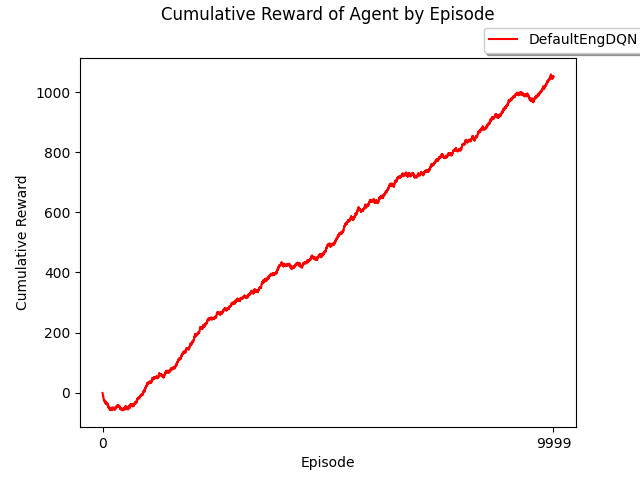 Cumulative Reward of Agent by Episode
DefaultEngDQN
1000
800
600
400
200
0
Cumulative Reward
0
9999
Episode